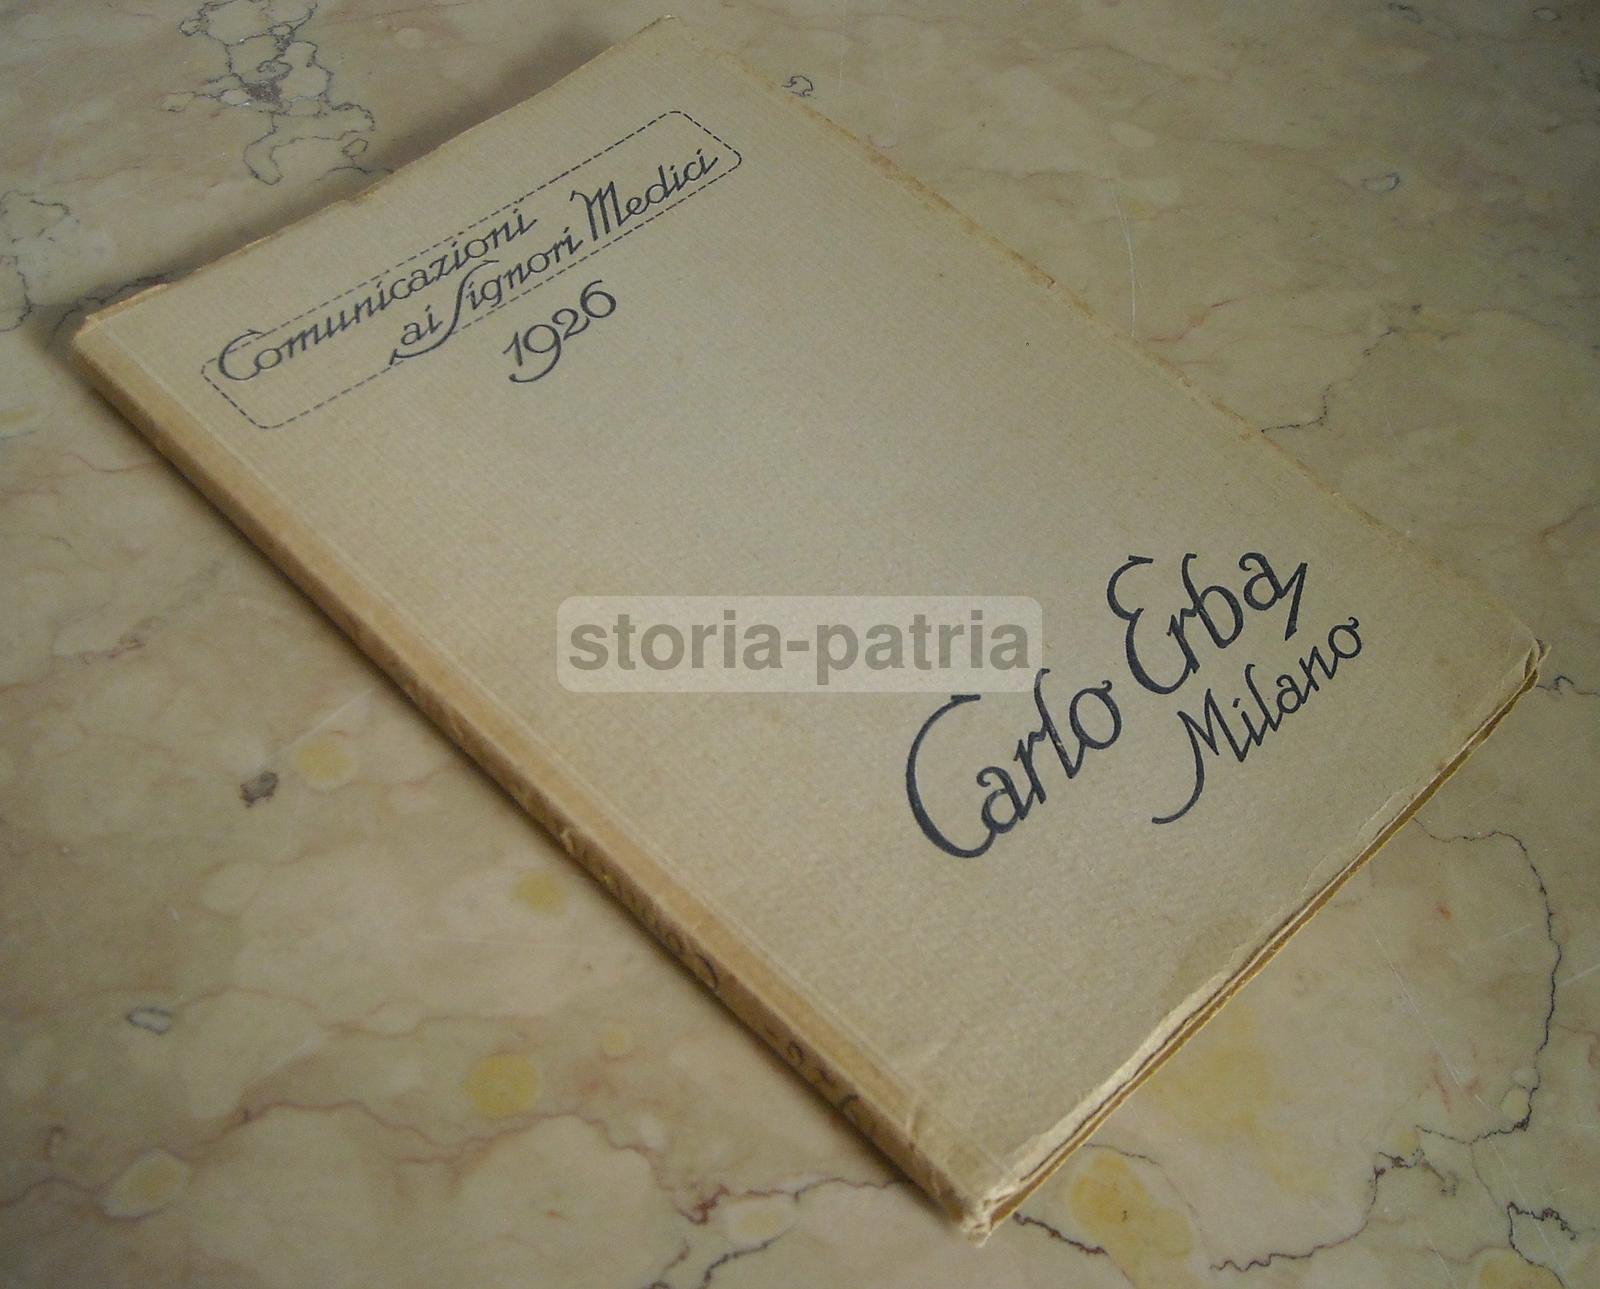 Comunicazioni
ai Signori Medici
1926
storia-patria
Carlo Erba,
Milano